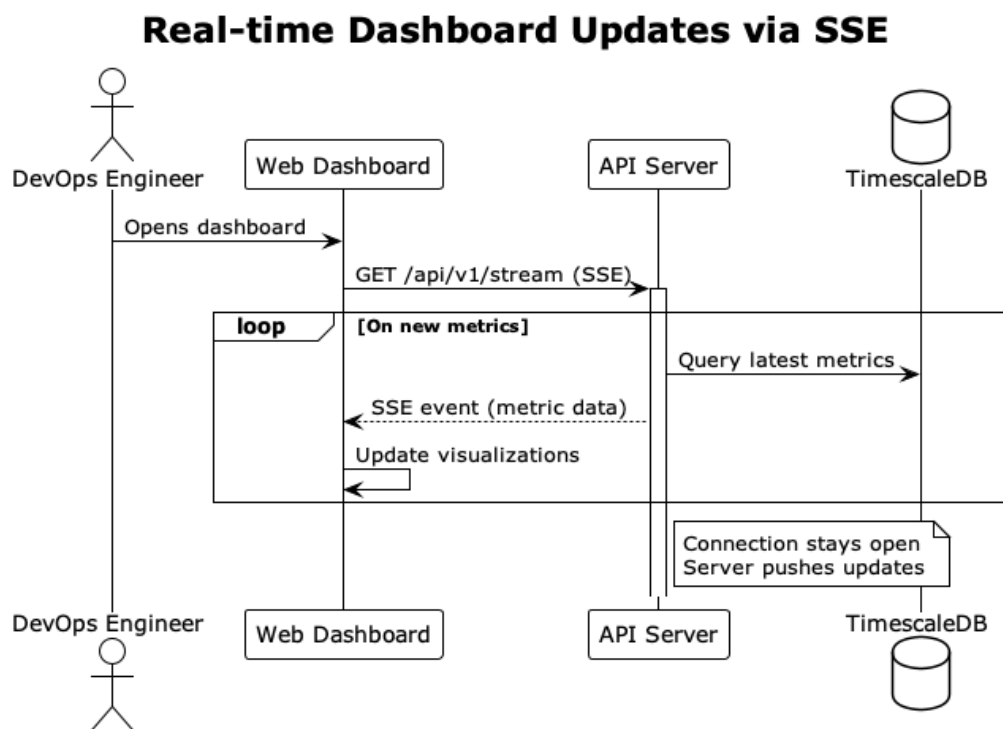 Real-time Dashboard Updates via SSE
DevOps Engineer
Web Dashboard
API Server
TimescaleDB
Opens dashboard
GET /api/v1/stream (SSE)
loop
[On new metrics]
Query latest metrics
SSE event (metric data)
Update visualizations
Connection stays open
Server pushes updates
DevOps Engineer
Web Dashboard
API Server
TimescaleDB